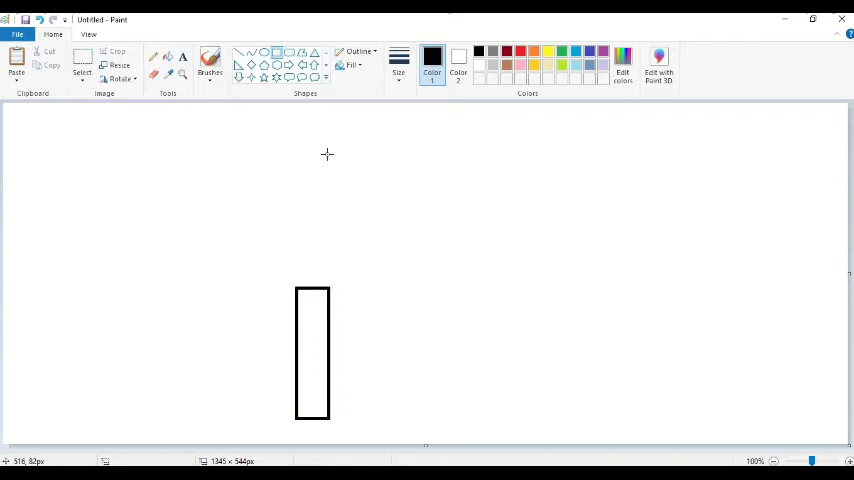 Untitled - Paint
File Home View
Paste
Cut
Copy
Clipboard
Select
Crop
Resize
Rotate
Image
Tools
Brushes
Outline
Fill
Shapes
Size
Color 1
Color 2
Edit colors
Colors
Edit with Paint 3D
516, 82px
1345 × 544px
100%